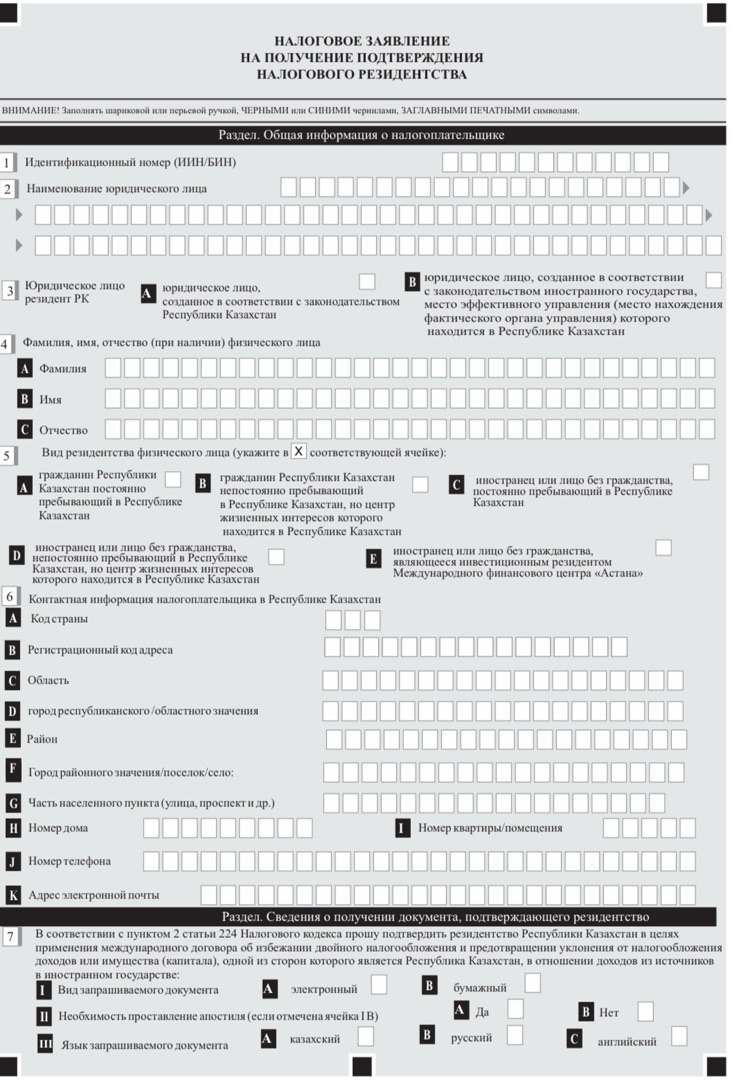 НАЛОГОВОЕ ЗАЯВЛЕНИЕ
НА ПОЛУЧЕНИЕ ПОДТВЕРЖДЕНИЯ
НАЛОГОВОГО РЕЗИДЕНТСТВА
ВНИМАНИЕ! Заполнять шариковой или перьевой ручкой, ЧЕРНЫМИ или СИНИМИ чернилами, ЗАГЛАВНЫМИ ПЕЧАТНЫМИ символами.
Раздел. Общая информация о налогоплательщике
1 Идентификационный номер (ИИН/БИН)
2 Наименование юридического лица
3 Юридическое лицо
резидент РК
A юридическое лицо,
созданное в соответствии с законодательством
Республики Казахстан
B юридическое лицо, созданное в соответствии
с законодательством иностранного государства,
место эффективного управления (место нахождения
фактического органа управления) которого
находится в Республике Казахстан
4 Фамилия, имя, отчество (при наличии) физического лица
A Фамилия
B Имя
C Отчество
5 Вид резидентства физического лица (укажите в X соответствующей ячейке):
A гражданин Республики
Казахстан постоянно
пребывающий в Республике
Казахстан
B гражданин Республики Казахстан
непостоянно пребывающий
в Республике Казахстан, но центр
жизненных интересов которого
находится в Республике Казахстан
C иностранец или лицо без гражданства,
постоянно пребывающий в Республике
Казахстан
D иностранец или лицо без гражданства,
непостоянно пребывающий в Республике
Казахстан, но центр жизненных интересов
которого находится в Республике Казахстан
E иностранец или лицо без гражданства,
являющееся инвестиционным резидентом
Международного финансового центра «Астана»
6 Контактная информация налогоплательщика в Республике Казахстан
A Код страны
B Регистрационный код адреса
C Область
D город республиканского /областного значения
E Район
F Город районного значения/поселок/село:
G Часть населенного пункта (улица, проспект и др.)
H Номер дома I Номер квартиры/помещения
J Номер телефона
K Адрес электронной почты
Раздел. Сведения о получении документа, подтверждающего резидентство
7 В соответствии с пунктом 2 статьи 224 Налогового кодекса прошу подтвердить резидентство Республики Казахстан в целях
применения международного договора об избежании двойного налогообложения и предотвращении уклонения от налогообложения
доходов или имущества (капитала), одной из сторон которого является Республика Казахстан, в отношении доходов из источников
в иностранном государстве:
I Вид запрашиваемого документа A электронный B бумажный
II Необхимость проставление апостиля (если отмечена ячейка I B) A Да B Нет
III Язык запрашиваемого документа A казахский B русский C английский